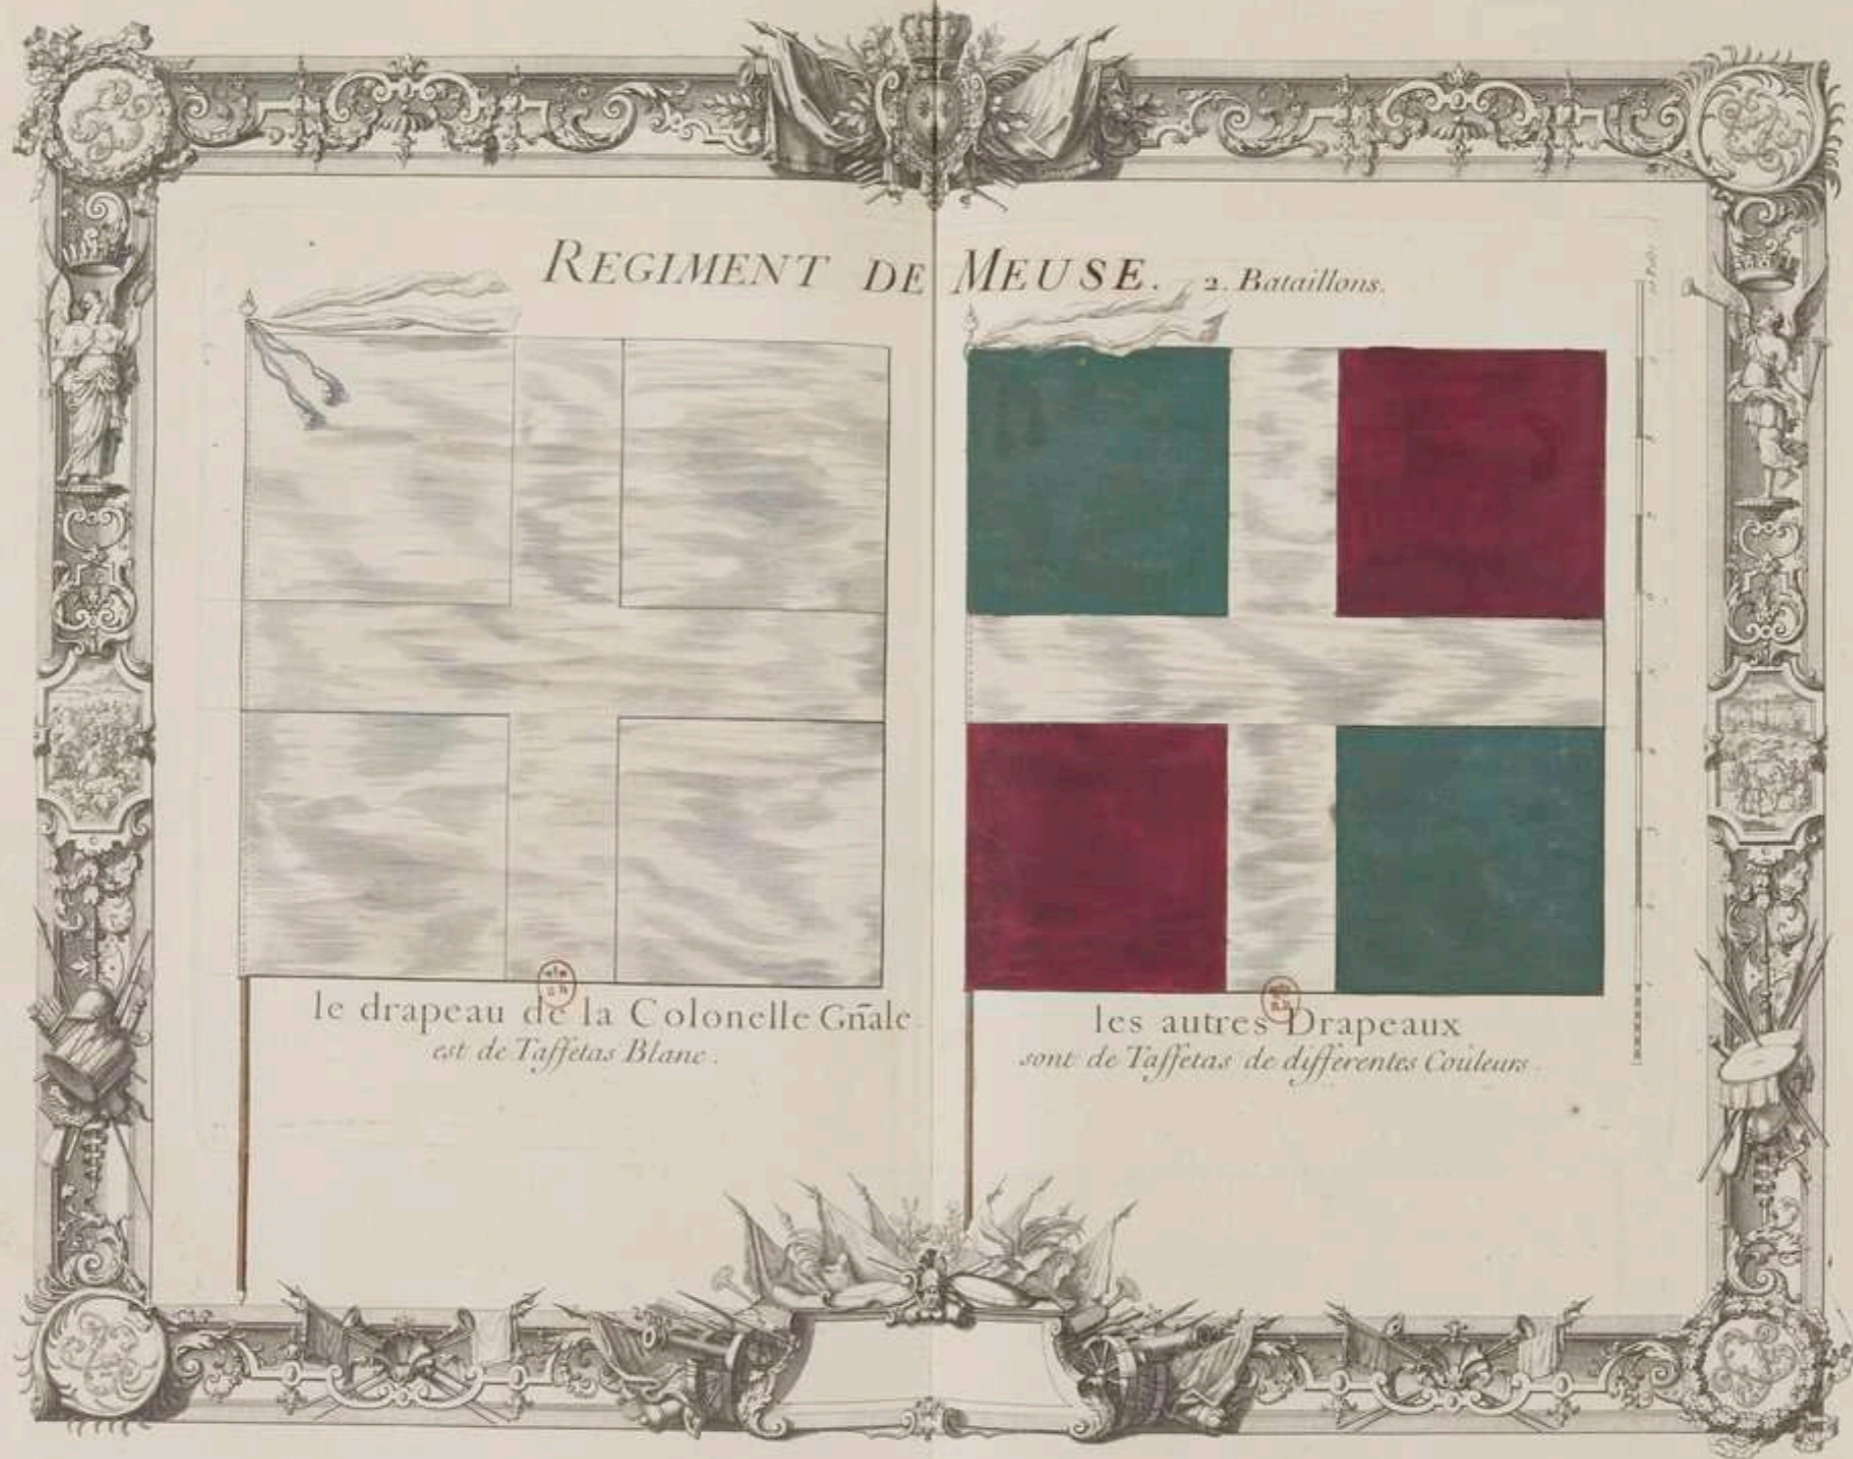 REGIMENT DE MEUSE. 2. Bataillons.
le drapeau de la Colonelle Gñale
est de Taffetas Blanc.
les autres Drapeaux
sont de Taffetas de differentes Couleurs.